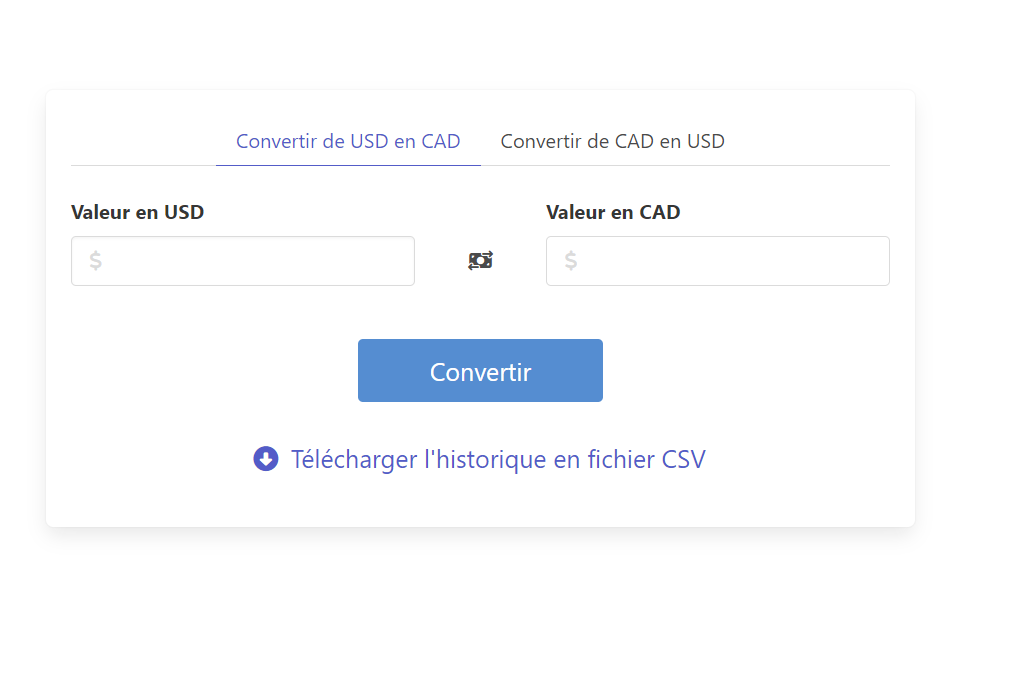 Convertir de USD en CAD Convertir de CAD en USD
Valeur en USD Valeur en CAD
$ $
Convertir
Télécharger l'historique en fichier CSV